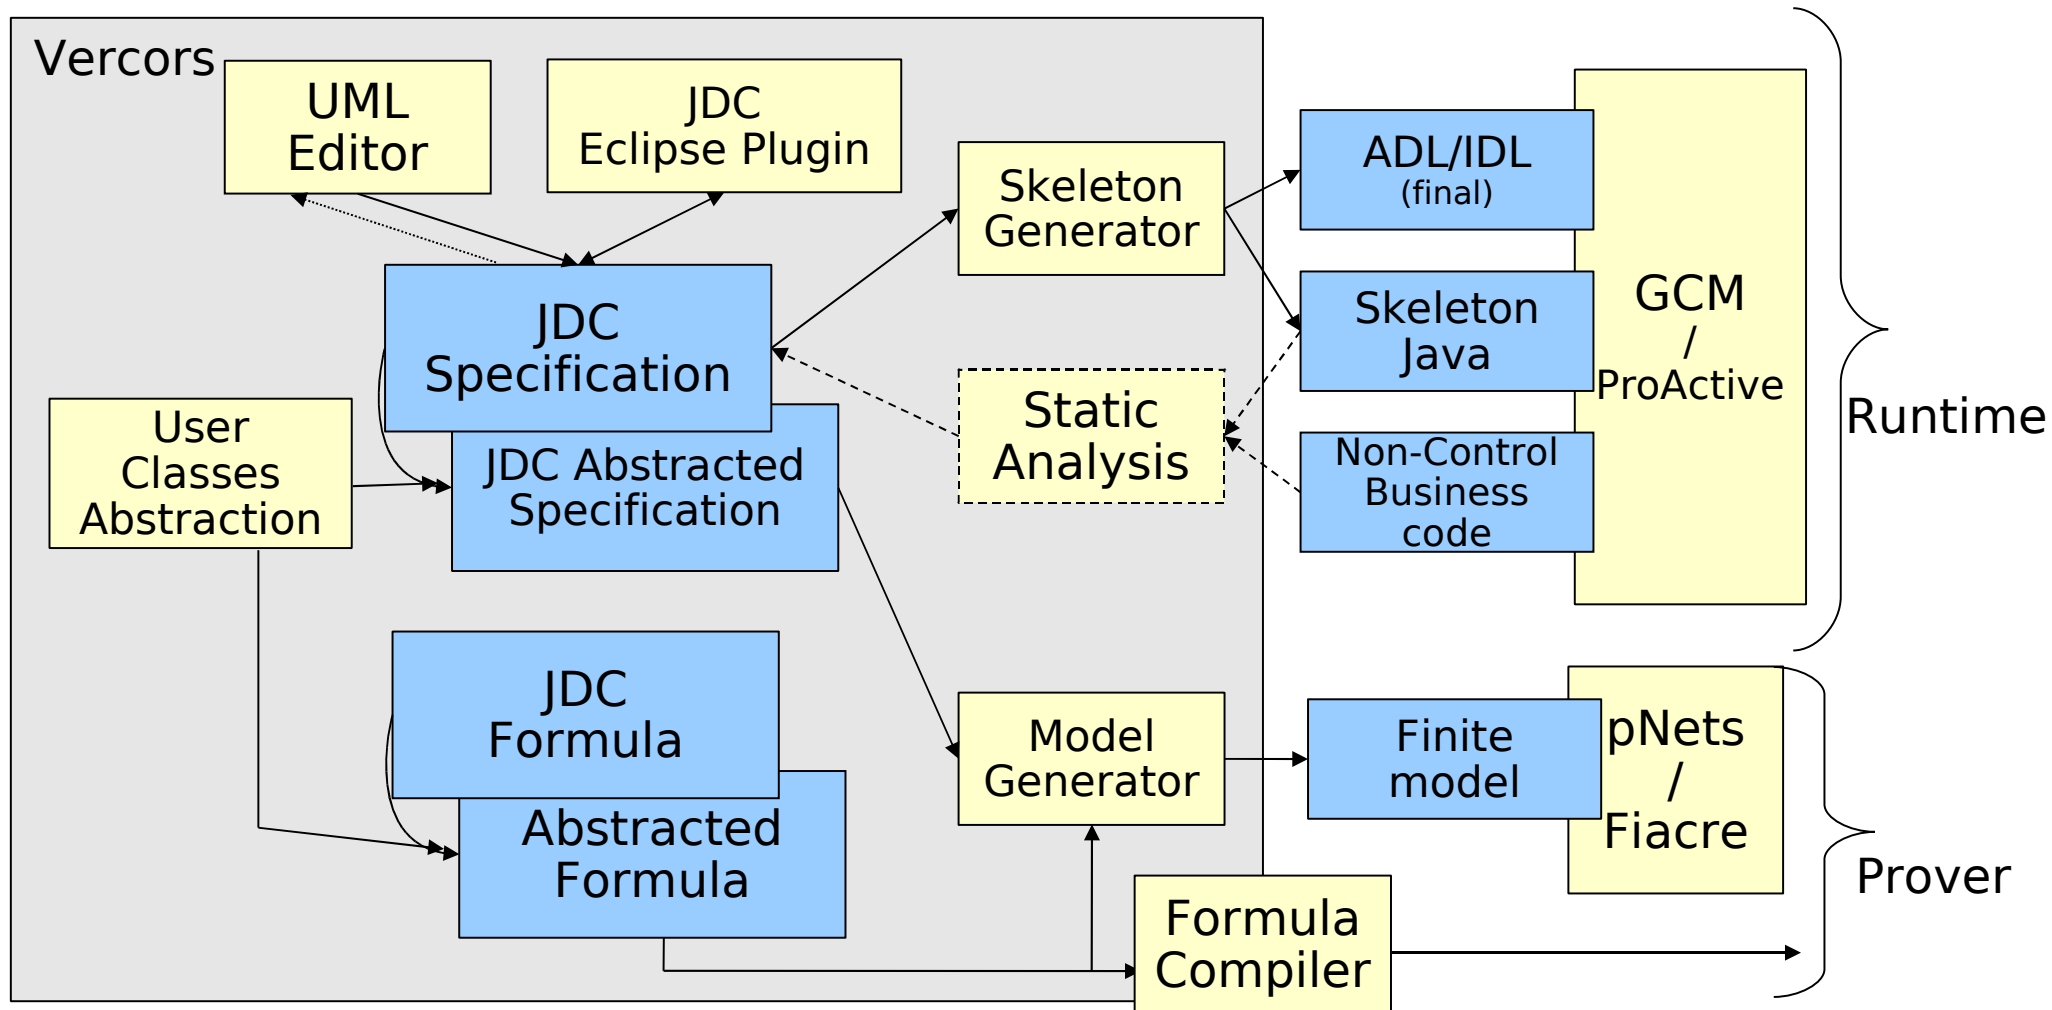 Vercors
UML
Editor
JDC
Eclipse Plugin
Skeleton
Generator
ADL/IDL
(final)
JDC
Specification
Skeleton
Java
GCM
/
ProActive
Runtime
Static
Analysis
User
Classes
Abstraction
JDC Abstracted
Specification
Non-Control
Business
code
JDC
Formula
Model
Generator
Finite
model
pNets
/
Fiacre
Abstracted
Formula
Prover
Formula
Compiler